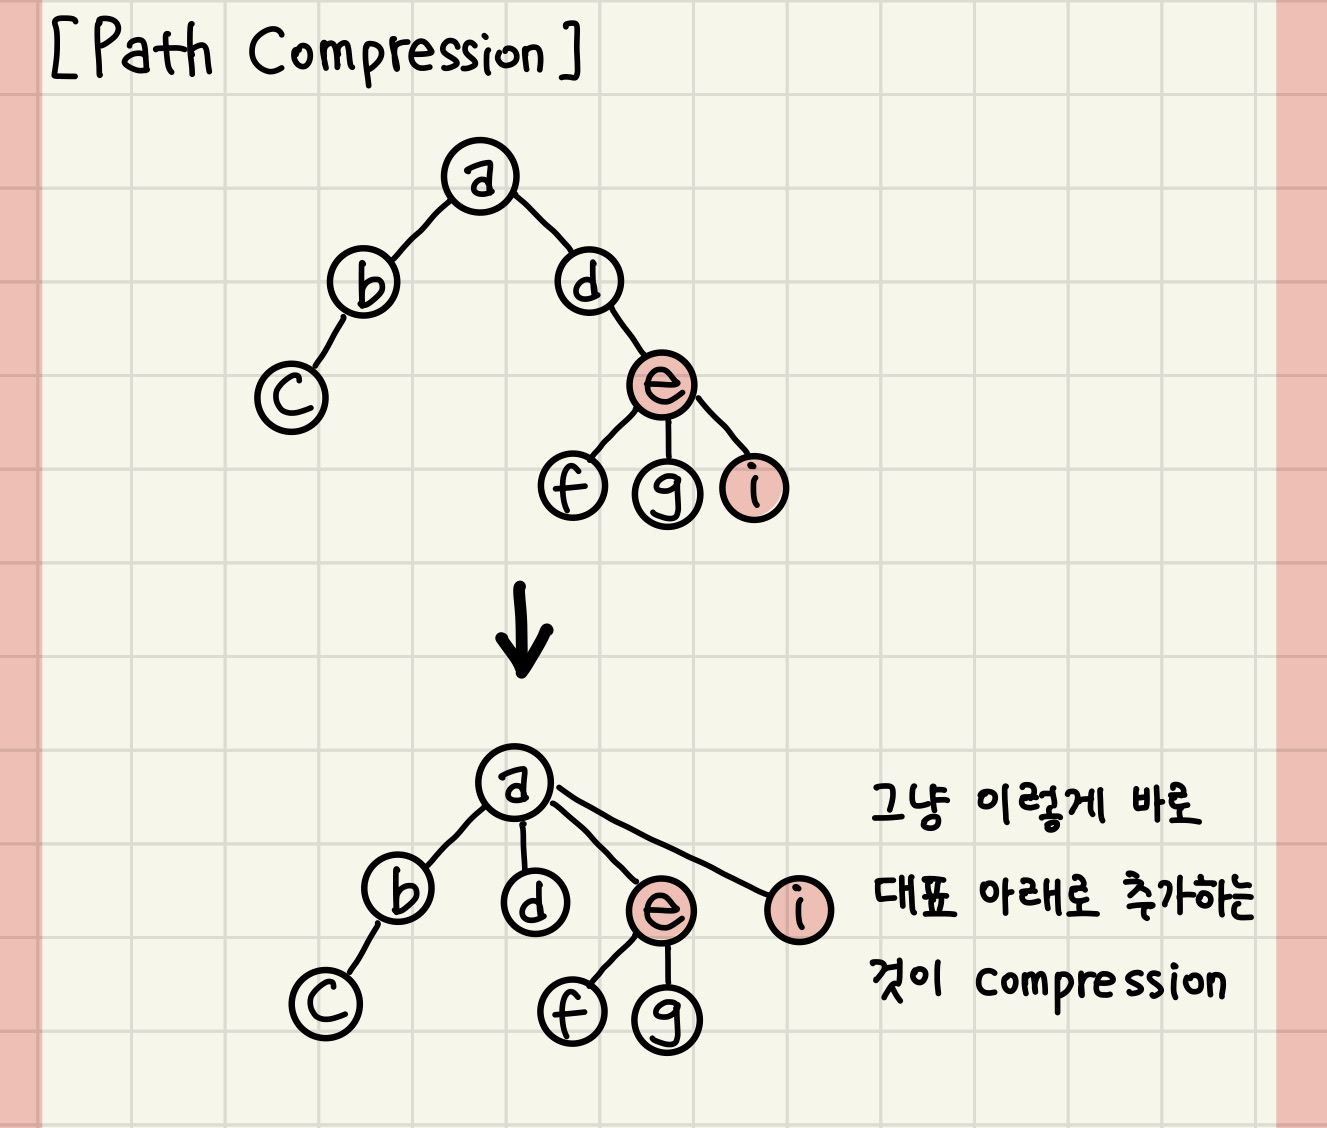 [Path Compression]
a
b d
c e
f g i
a
b d e i
c f g
그냥 이렇게 바로
대표 아래로 추가하는
것이 compression